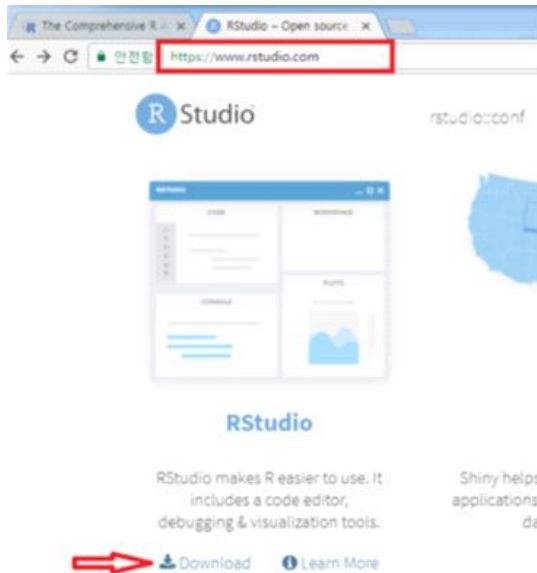 The Comprehensive R A
RStudio – Open source
안전함
https://www.rstudio.com
R Studio
rstudio::conf
RSTUDIO
CODE
WORKSPACE
PLOTS
CONSOLE
RStudio
RStudio makes R easier to use. It
includes a code editor,
debugging & visualization tools.
Download
Learn More
Shiny helps
applications
da